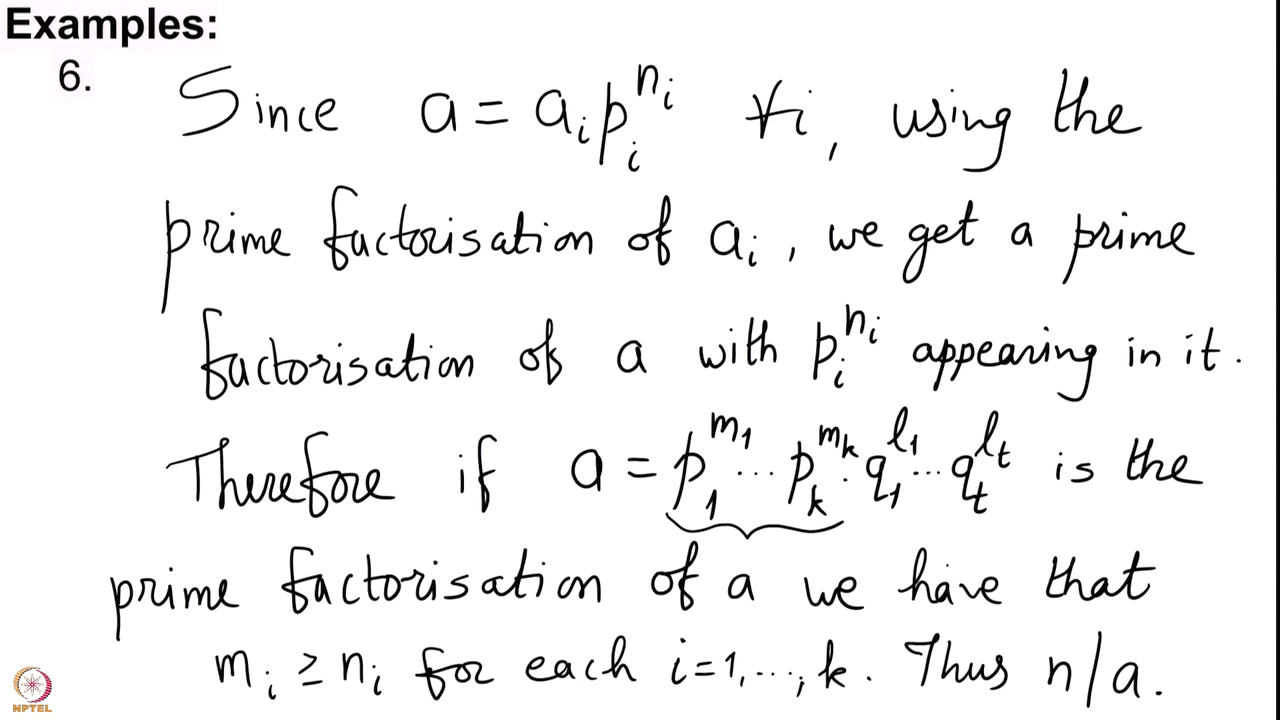 Examples:
6.
Since a = a_i p_i^{n_i} ∀i, using the
prime factorisation of a_i, we get a prime
factorisation of a with p_i^{n_i} appearing in it.
Therefore if a = p_1^{m_1} ... p_k^{m_k} . q_1^{l_1} ... q_t^{l_t} is the
prime factorisation of a we have that
m_i ≥ n_i for each i=1,...,k. Thus n/a.
NPTEL